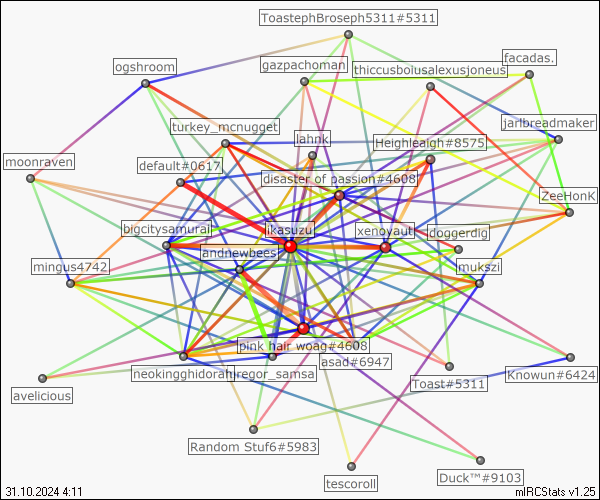 ToastephBroseph5311#5311
gazpachoman
facadas.
ogshroom
thiccusboiusalexusjoneus
turkey_mcnugget
jarlbreadmaker
lahnk
Heighleaigh#8575
moonraven
default#0617
disaster of passion#4608
ZeeHonK
bigcitysamurai
ikasuzu
xenoyaut
doggerdig
andnewbees
mingus4742
mukszi
pink hair woag#4608
asad#6947
neokingghidorah
regor_samsa
Toast#5311
Knowun#6424
avelicious
Random Stuf6#5983
tescoroll
Duck™#9103
31.10.2024 4:11
mIRCStats v1.25